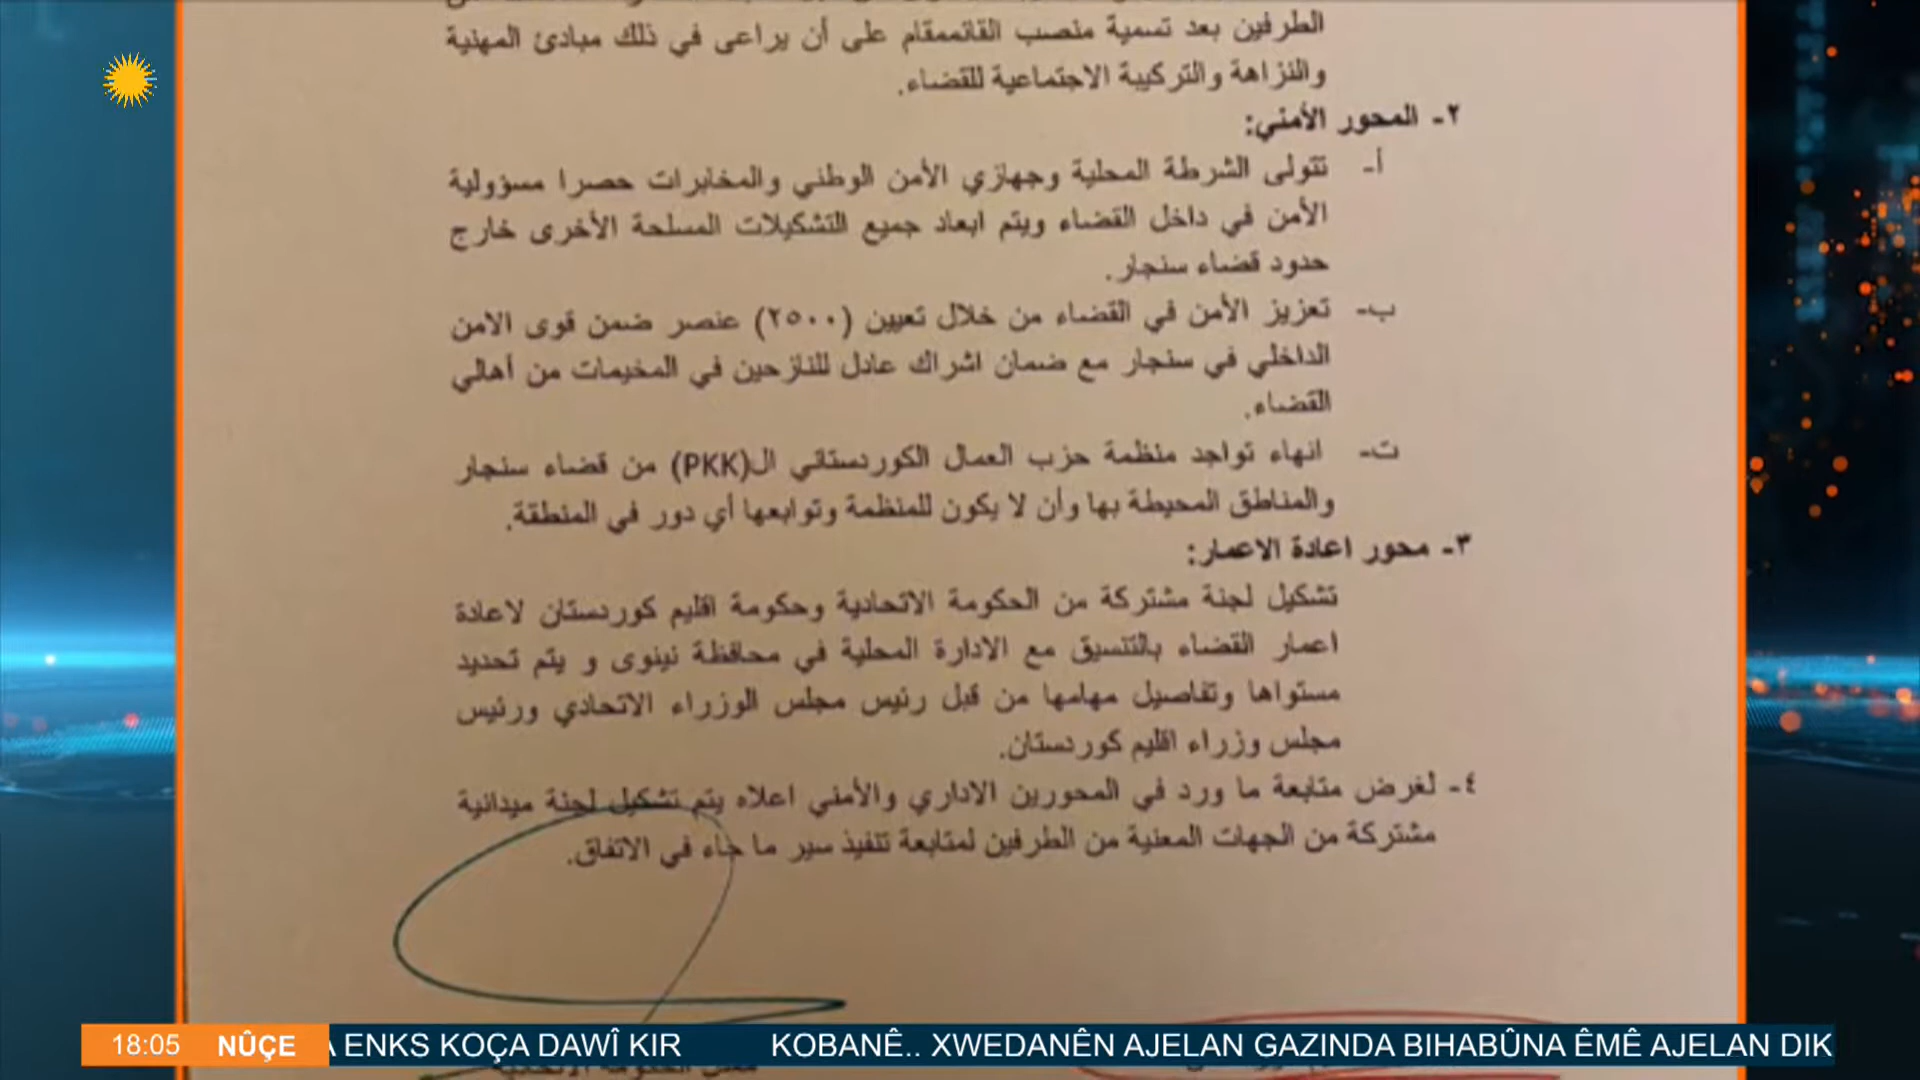 الطرفين بعد تسمية منصب القائممقام على أن يراعى في ذلك مبادئ المهنية
والنزاهة والتركيبة الاجتماعية للقضاء.
٢- المحور الأمني:
أ- تتولى الشرطة المحلية وجهازي الأمن الوطني والمخابرات حصرا مسؤولية
الأمن في داخل القضاء ويتم ابعاد جميع التشكيلات المسلحة الأخرى خارج
حدود قضاء سنجار.
ب- تعزيز الأمن في القضاء من خلال تعيين (٢٥٠٠) عنصر ضمن قوى الامن
الداخلي في سنجار مع ضمان اشراك عادل للنازحين في المخيمات من أهالي
القضاء.
ت- انهاء تواجد منظمة حزب العمال الكوردستاني ال(PKK) من قضاء سنجار
والمناطق المحيطة بها وأن لا يكون للمنظمة وتوابعها أي دور في المنطقة.
٣- محور اعادة الاعمار:
تشكيل لجنة مشتركة من الحكومة الاتحادية وحكومة اقليم كوردستان لاعادة
اعمار القضاء بالتنسيق مع الادارة المحلية في محافظة نينوى و يتم تحديد
مستواها وتفاصيل مهامها من قبل رئيس مجلس الوزراء الاتحادي ورئيس
مجلس وزراء اقليم كوردستان.
٤- لغرض متابعة ما ورد في المحورين الاداري والأمني اعلاه يتم تشكيل لجنة ميدانية
مشتركة من الجهات المعنية من الطرفين لمتابعة تنفيذ سير ما جاء في الاتفاق.
18:05 NÛÇE ENKS KOÇA DAWÎ KIR KOBANÊ.. XWEDANÊN AJELAN GAZINDA BIHABÛNA ÊMÊ AJELAN DIK